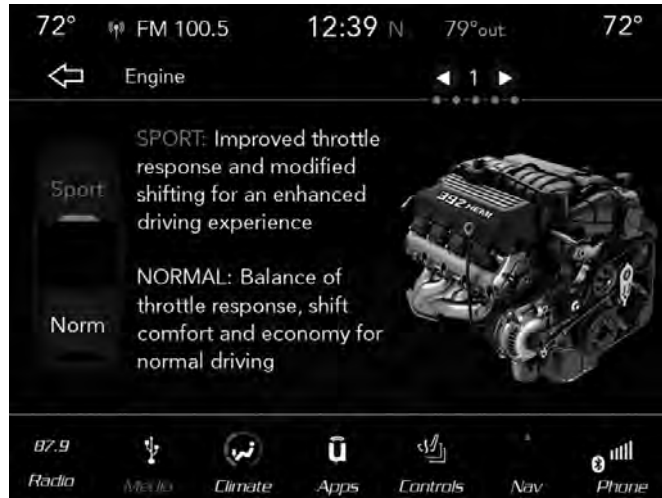 72° FM 100.5 12:39 N 79°out 72°
Engine 1
Sport
Norm
SPORT: Improved throttle
response and modified
shifting for an enhanced
driving experience
NORMAL: Balance of
throttle response, shift
comfort and economy for
normal driving
392 HEMI
87.9
Radio Media Climate Apps Controls Nav Phone